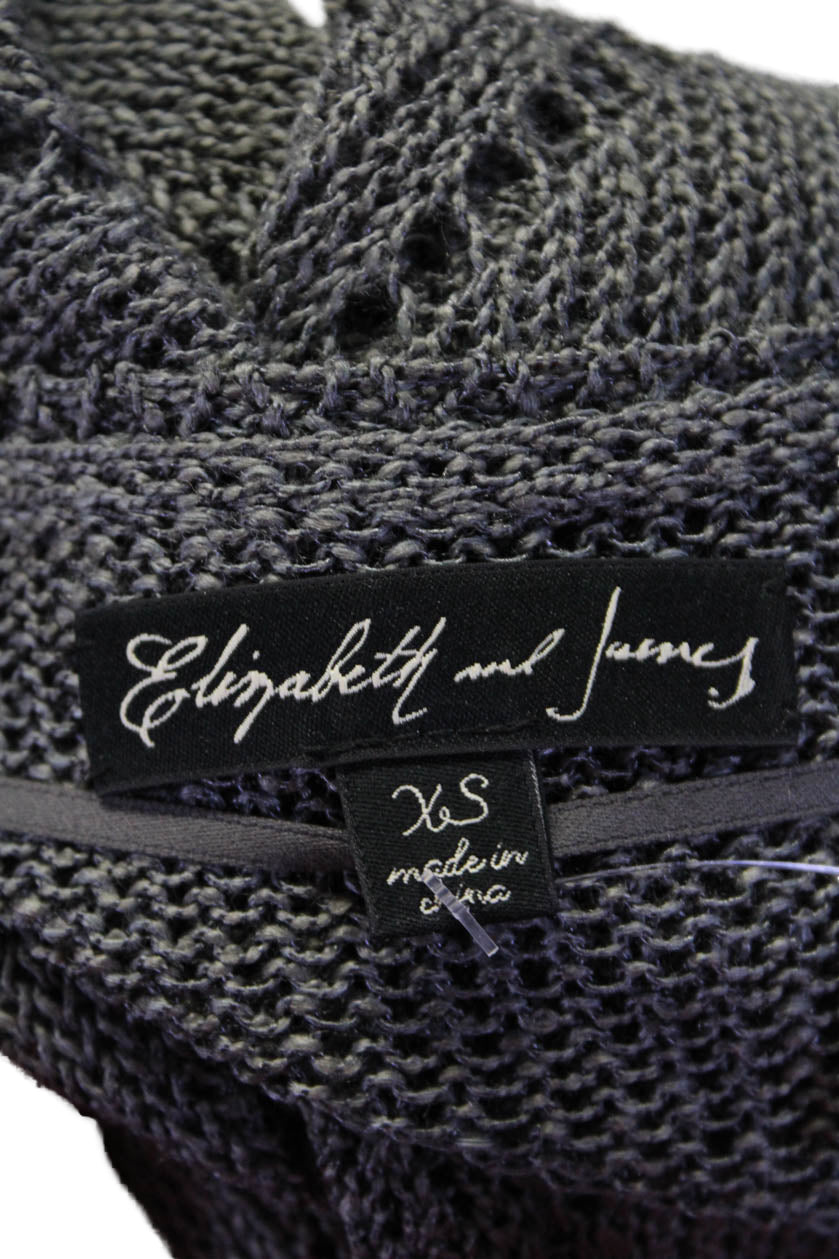 Elizabeth and James
XS
made in
china